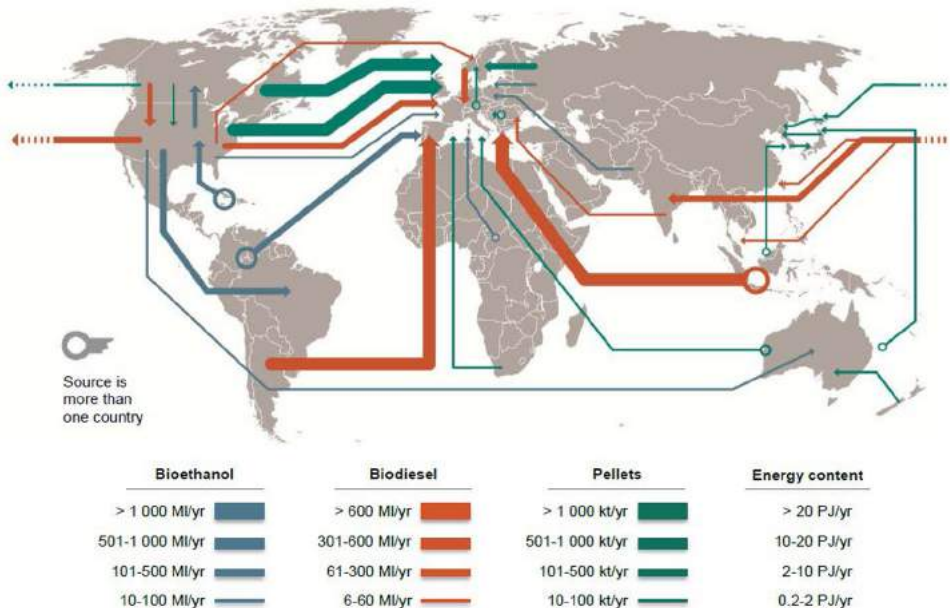 Source is
more than
one country
Bioethanol Biodiesel Pellets Energy content
> 1 000 Ml/yr > 600 Ml/yr > 1 000 kt/yr > 20 PJ/yr
501-1 000 Ml/yr 301-600 Ml/yr 501-1 000 kt/yr 10-20 PJ/yr
101-500 Ml/yr 61-300 Ml/yr 101-500 kt/yr 2-10 PJ/yr
10-100 Ml/yr 6-60 Ml/yr 10-100 kt/yr 0,2-2 PJ/yr